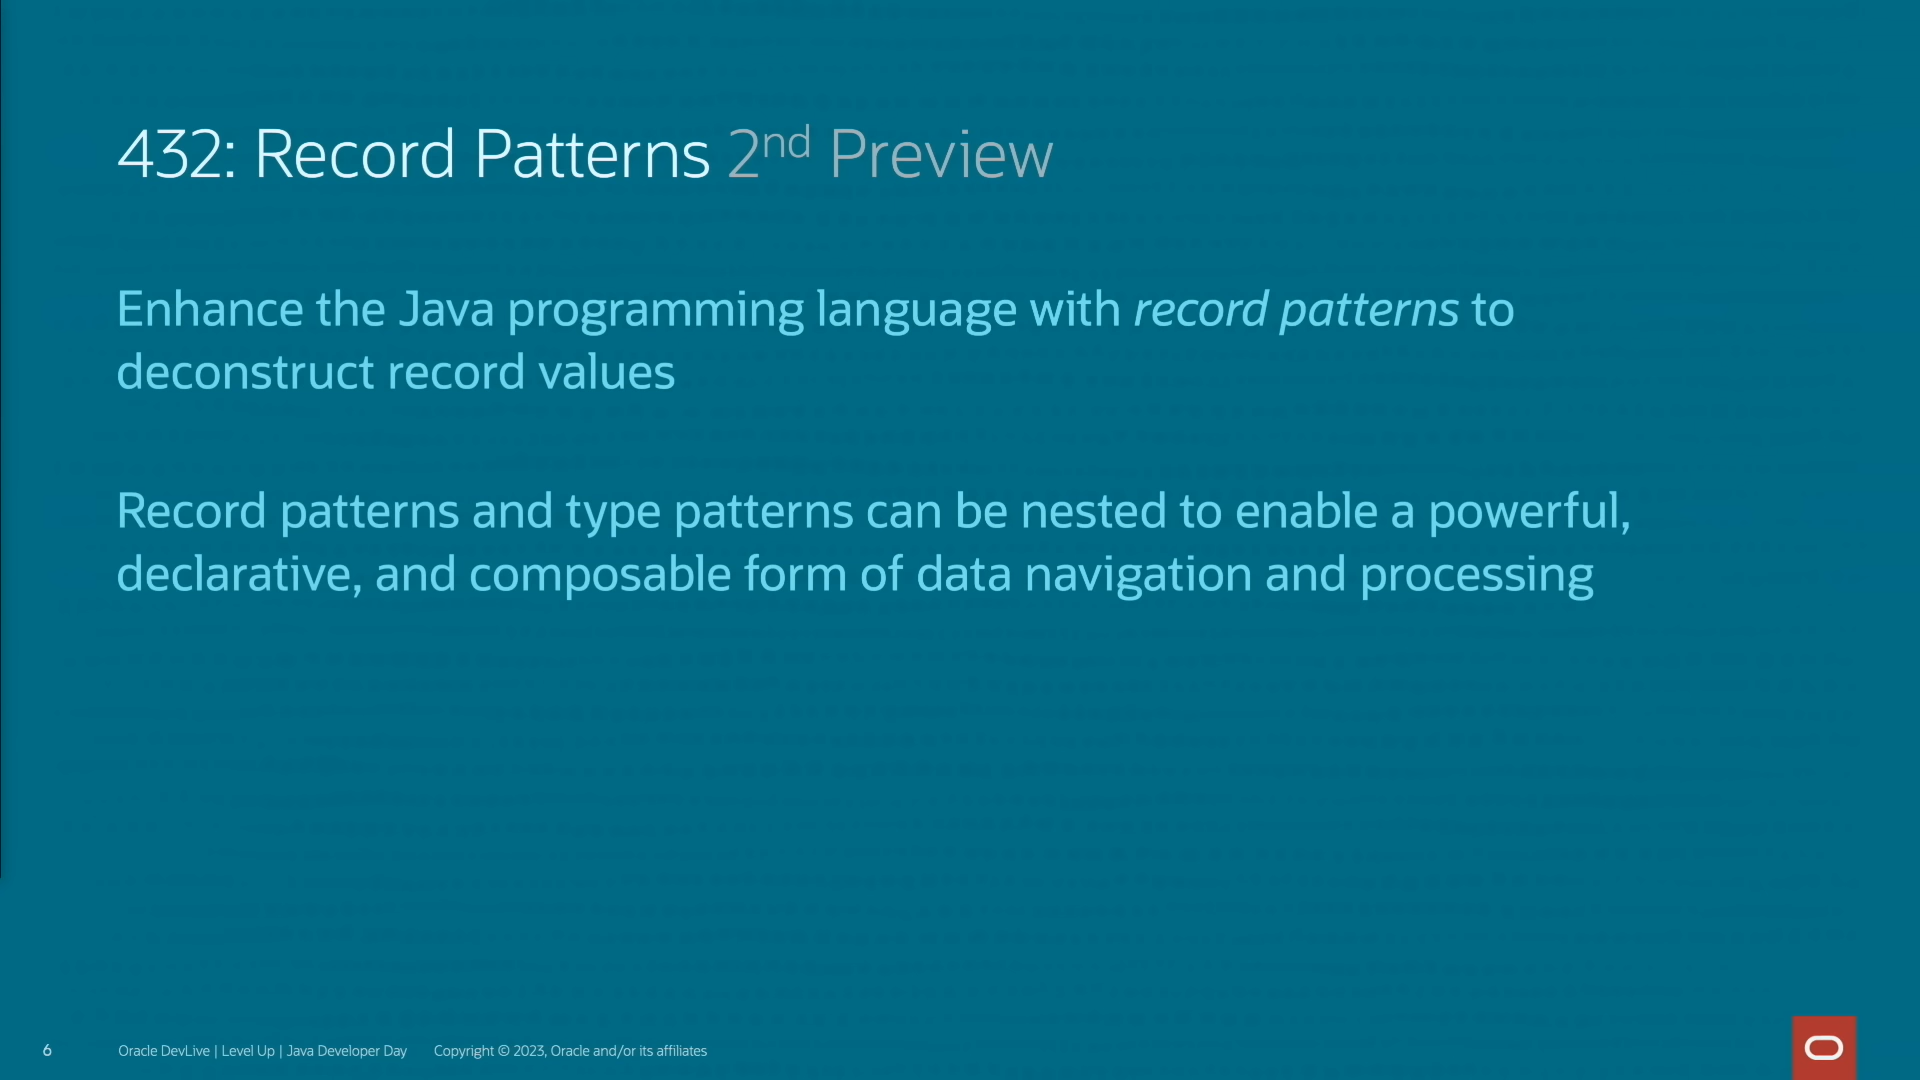 432: Record Patterns 2nd Preview
Enhance the Java programming language with record patterns to
deconstruct record values
Record patterns and type patterns can be nested to enable a powerful,
declarative, and composable form of data navigation and processing
6 Oracle DevLive | Level Up | Java Developer Day Copyright © 2023, Oracle and/or its affiliates